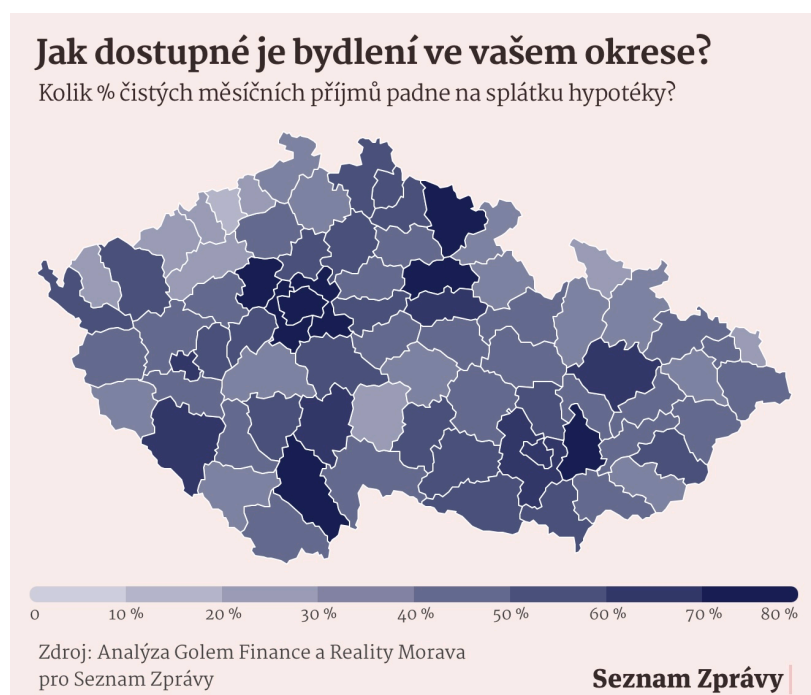 Jak dostupné je bydlení ve vašem okrese?
Kolik % čistých měsíčních příjmů padne na splátku hypotéky?
0 10 % 20 % 30 % 40 % 50 % 60 % 70 % 80 %
Zdroj: Analýza Golem Finance a Reality Morava
pro Seznam Zprávy
Seznam Zprávy